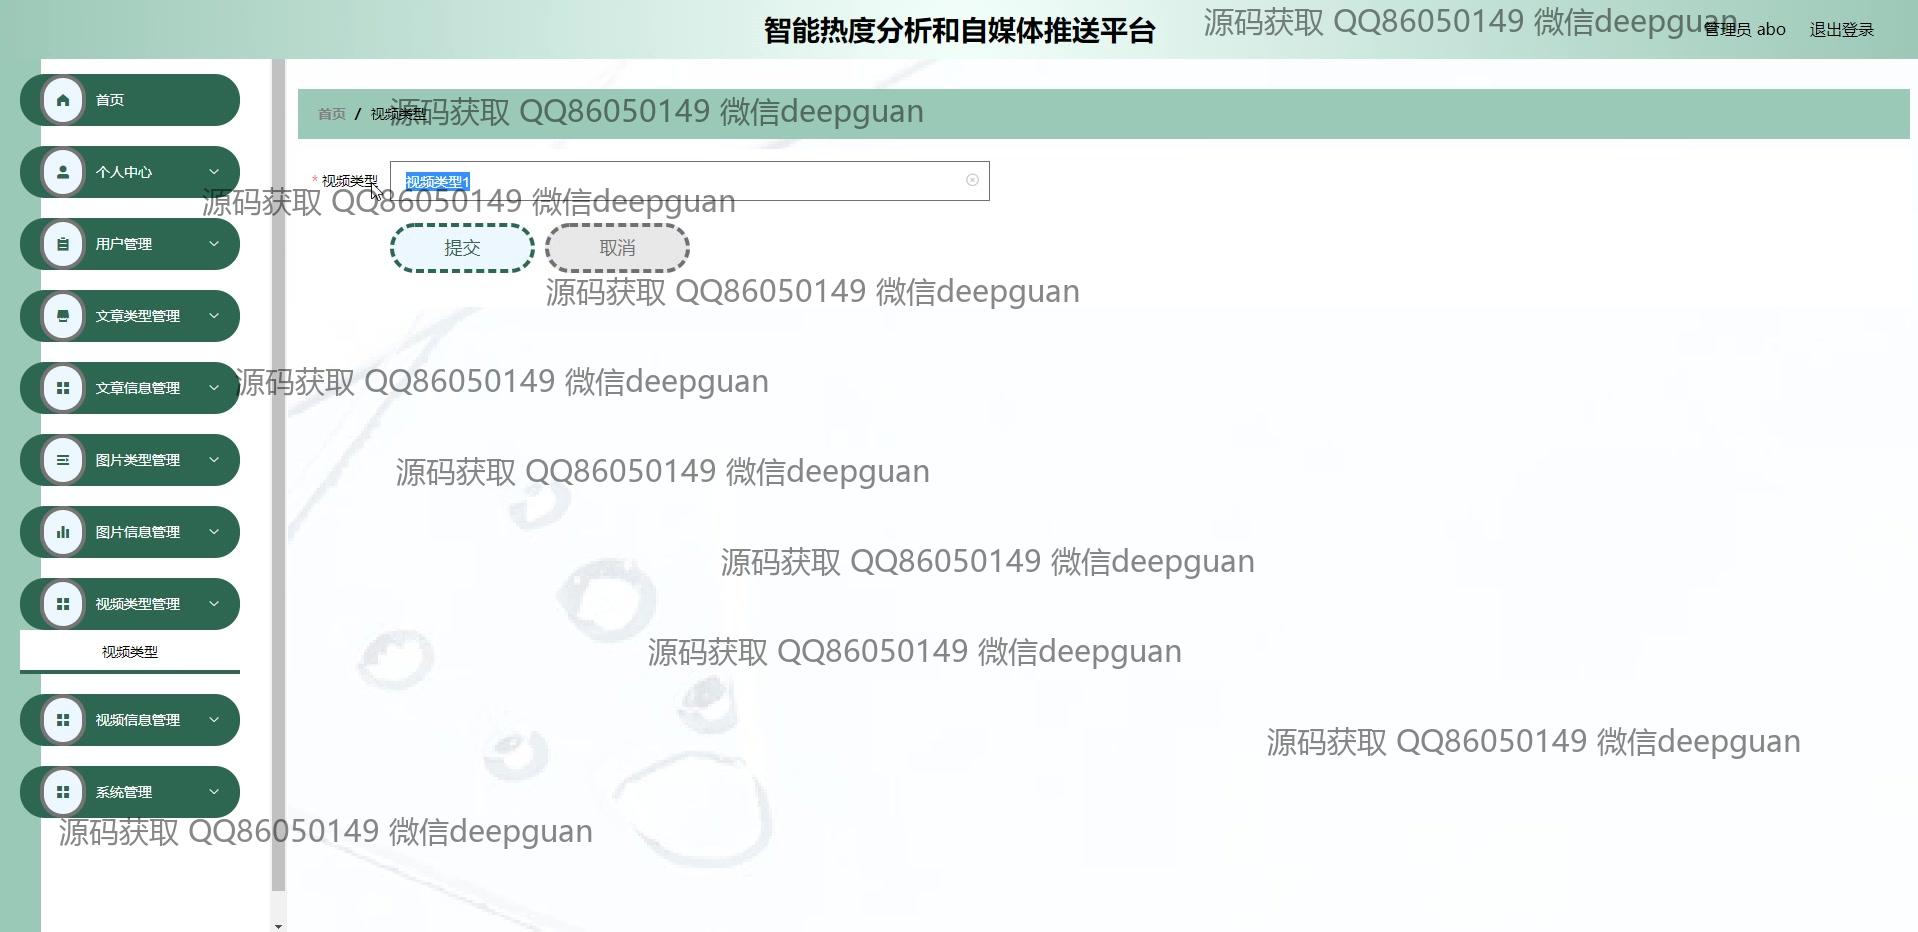 智能热度分析和自媒体推送平台
源码获取 QQ86050149 微信deepguan
管理员 abo
退出登录
首页
首页 / 视频类型
源码获取 QQ86050149 微信deepguan
个人中心
* 视频类型
视频类型1
源码获取 QQ86050149 微信deepguan
用户管理
提交
取消
源码获取 QQ86050149 微信deepguan
文章类型管理
文章信息管理
源码获取 QQ86050149 微信deepguan
图片类型管理
源码获取 QQ86050149 微信deepguan
图片信息管理
源码获取 QQ86050149 微信deepguan
视频类型管理
视频类型
源码获取 QQ86050149 微信deepguan
视频信息管理
源码获取 QQ86050149 微信deepguan
系统管理
源码获取 QQ86050149 微信deepguan